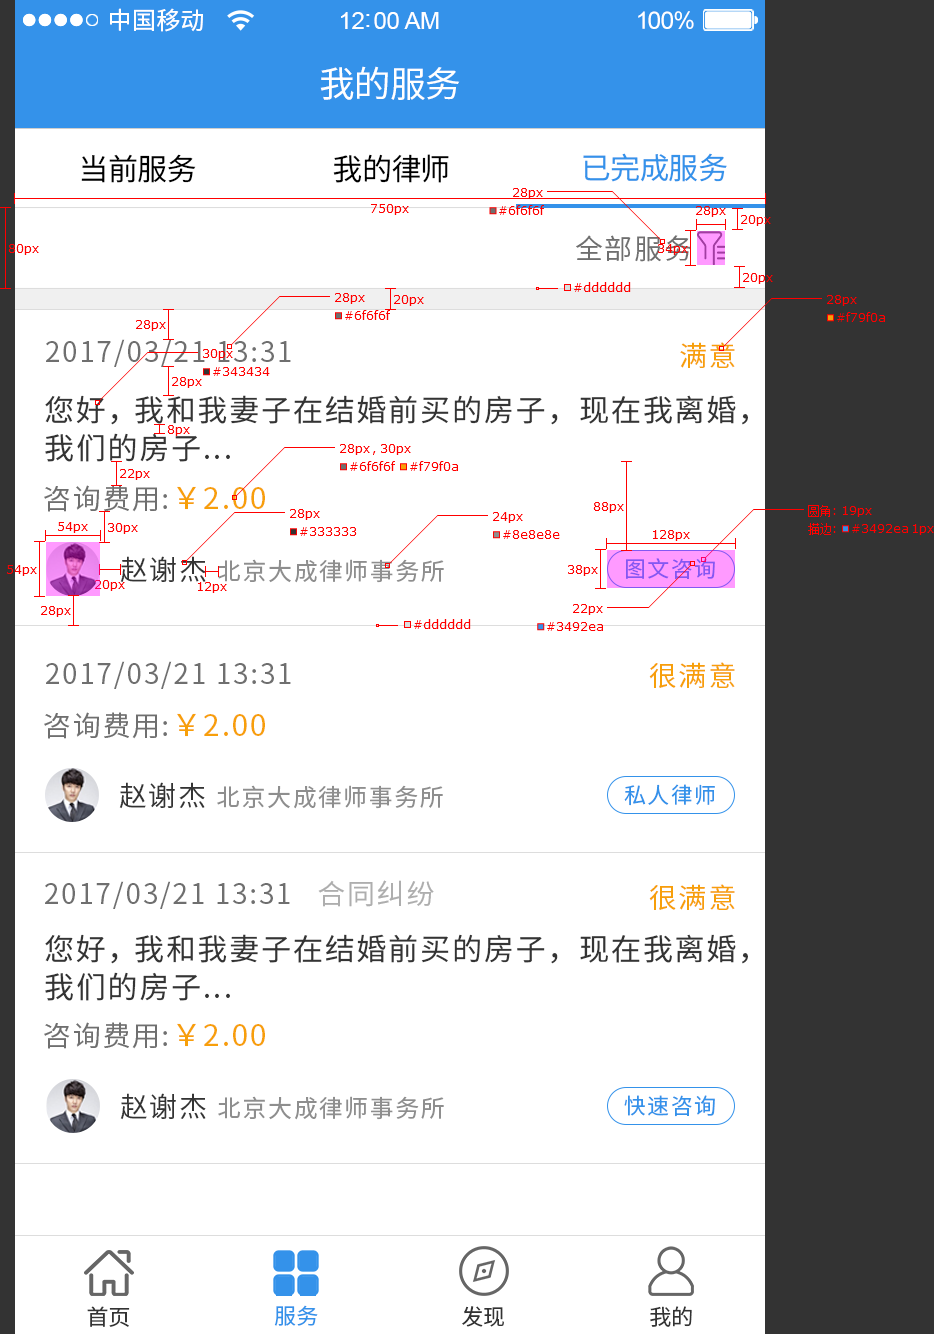 中国移动 12:00 AM 100%
我的服务
当前服务 我的律师 已完成服务
28px
#6f6f6f
750px
28px
20px
80px
全部服务
84px
20px
#dddddd
28px
#6f6f6f
20px
28px
#f79f0a
28px
2017/03/21 13:31
满意
30px
#343434
28px
您好，我和我妻子在结婚前买的房子，现在我离婚，
8px
我们的房子...
28px, 30px
#6f6f6f #f79f0a
22px
咨询费用: ￥2.00
88px
28px
#333333
24px
#8e8e8e
圆角: 19px
描边: #3492ea 1px
54px
30px
128px
54px
赵谢杰 北京大成律师事务所
38px
图文咨询
20px
12px
28px
22px
#dddddd
#3492ea
2017/03/21 13:31 很满意
咨询费用: ￥2.00
赵谢杰 北京大成律师事务所 私人律师
2017/03/21 13:31 合同纠纷 很满意
您好，我和我妻子在结婚前买的房子，现在我离婚，
我们的房子...
咨询费用: ￥2.00
赵谢杰 北京大成律师事务所 快速咨询
首页 服务 发现 我的